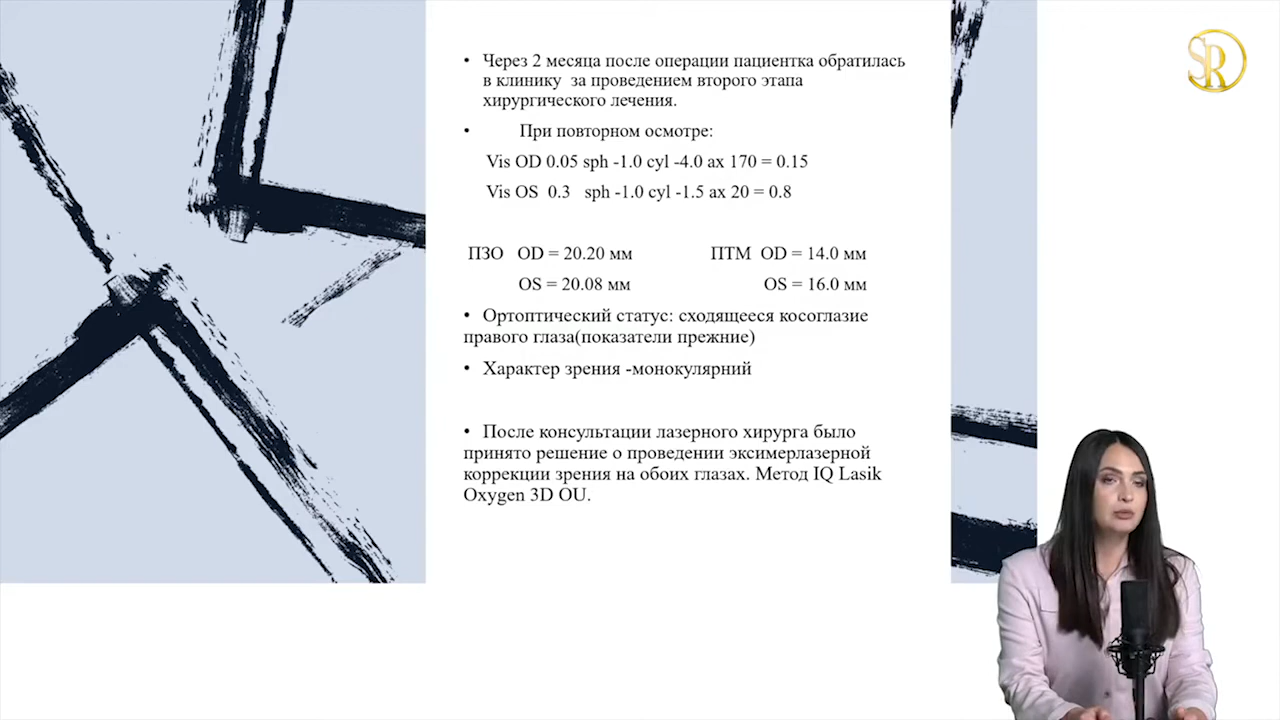 SR
• Через 2 месяца после операции пациентка обратилась
в клинику за проведением второго этапа
хирургического лечения.
• При повторном осмотре:
Vis OD 0.05 sph -1.0 cyl -4.0 ax 170 = 0.15
Vis OS 0.3 sph -1.0 cyl -1.5 ax 20 = 0.8
ПЗО OD = 20.20 мм ПТМ OD = 14.0 мм
OS = 20.08 мм OS = 16.0 мм
• Ортоптический статус: сходящееся косоглазие
правого глаза(показатели прежние)
• Характер зрения -монокулярний
• После консультации лазерного хирурга было
принято решение о проведении эксимерлазерной
коррекции зрения на обоих глазах. Метод IQ Lasik
Oxygen 3D OU.